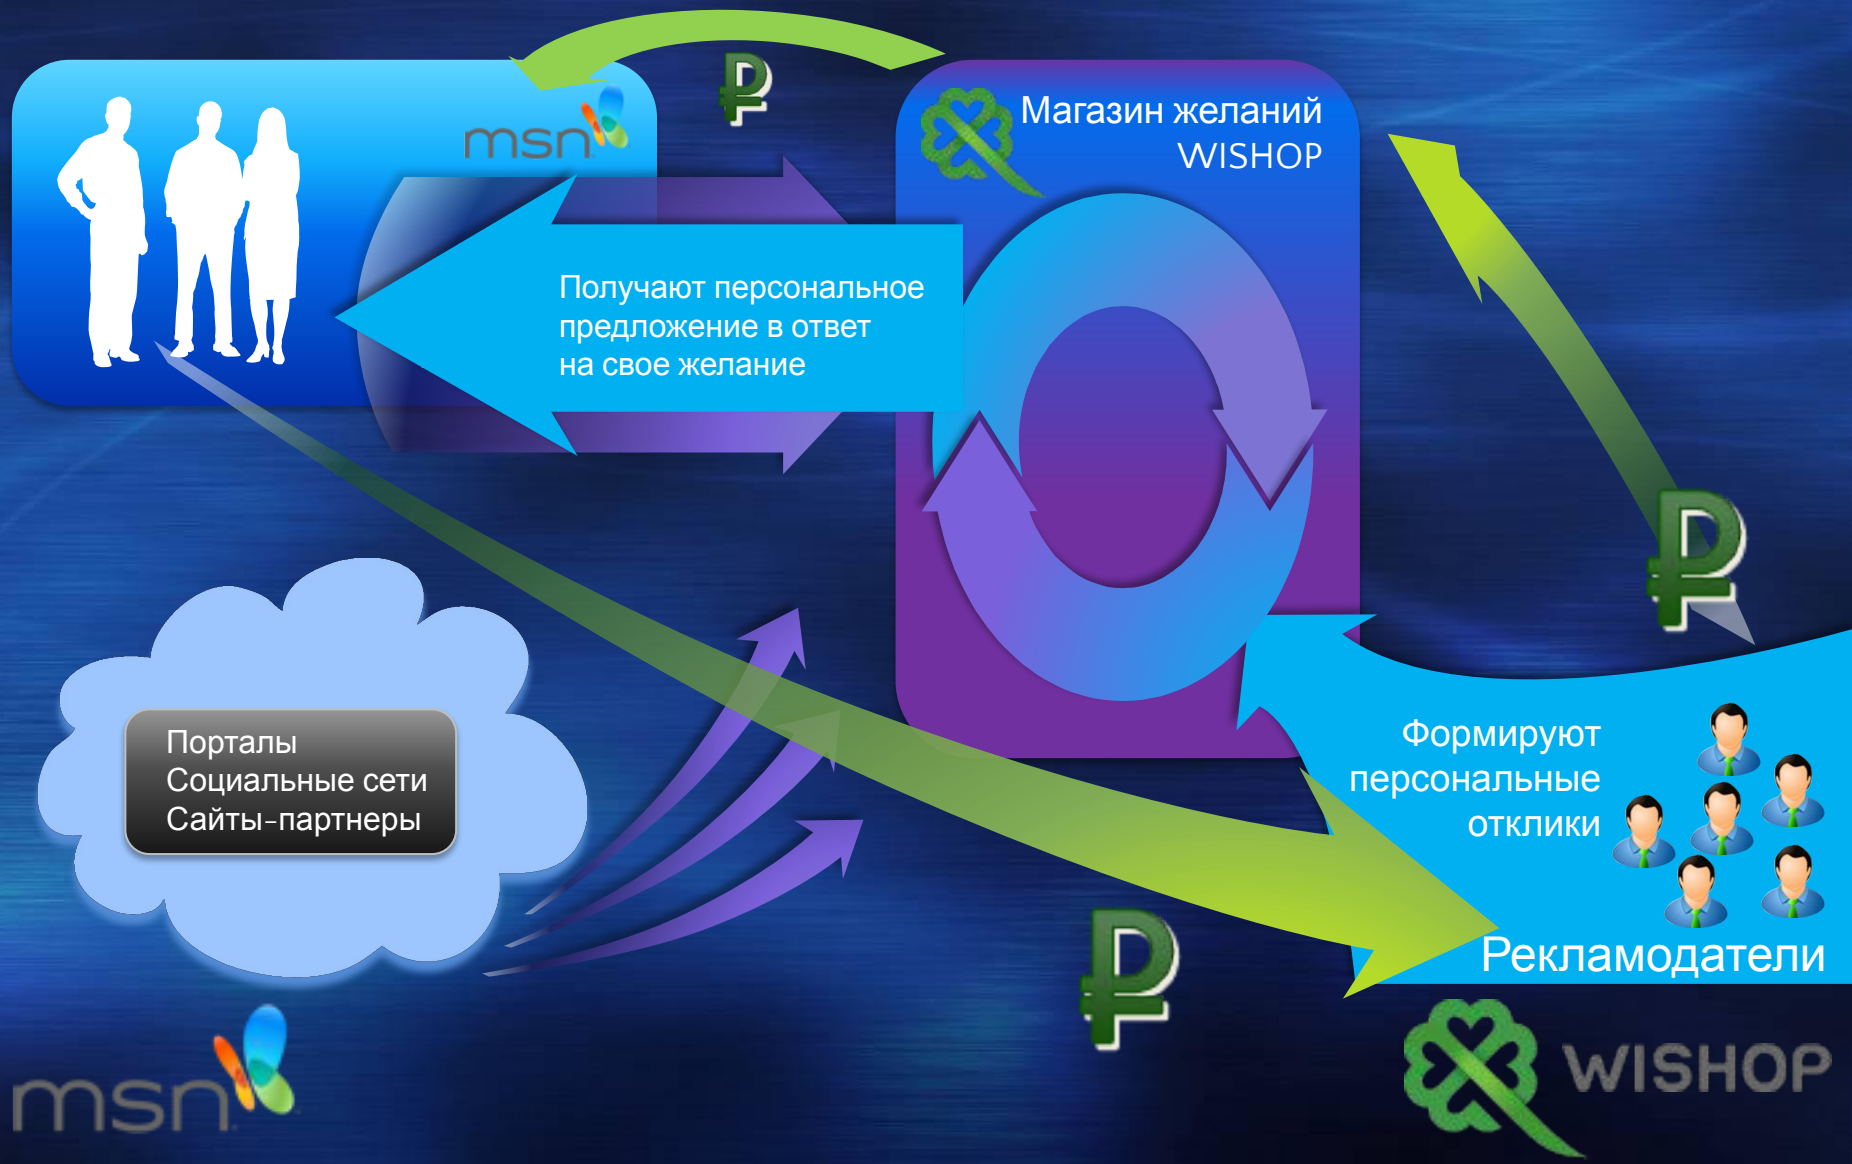 msn
Магазин желаний
WISHOP
Получают персональное
предложение в ответ
на свое желание
Порталы
Социальные сети
Сайты-партнеры
Формируют
персональные
отклики
Рекламодатели
msn
WISHOP